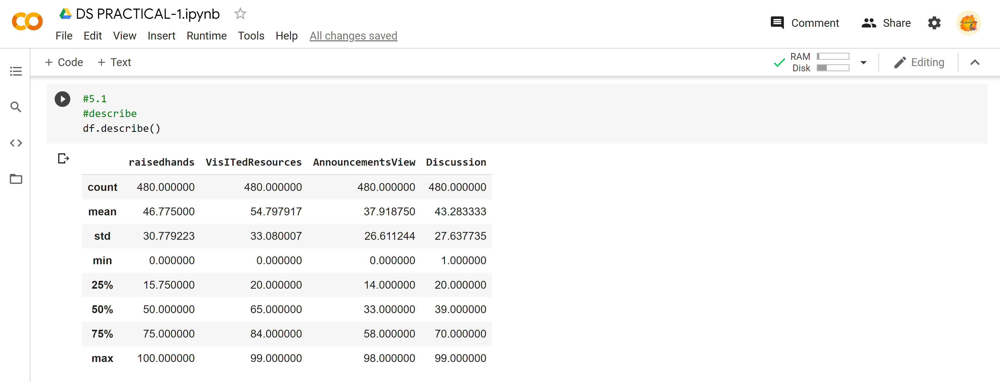 DS PRACTICAL-1.ipynb
File Edit View Insert Runtime Tools Help All changes saved
Comment Share
+ Code + Text
RAM
Disk
Editing
#5.1
#describe
df.describe()
raisedhands VisITedResources AnnouncementsView Discussion
count 480.000000 480.000000 480.000000 480.000000
mean 46.775000 54.797917 37.918750 43.283333
std 30.779223 33.080007 26.611244 27.637735
min 0.000000 0.000000 0.000000 1.000000
25% 15.750000 20.000000 14.000000 20.000000
50% 50.000000 65.000000 33.000000 39.000000
75% 75.000000 84.000000 58.000000 70.000000
max 100.000000 99.000000 98.000000 99.000000